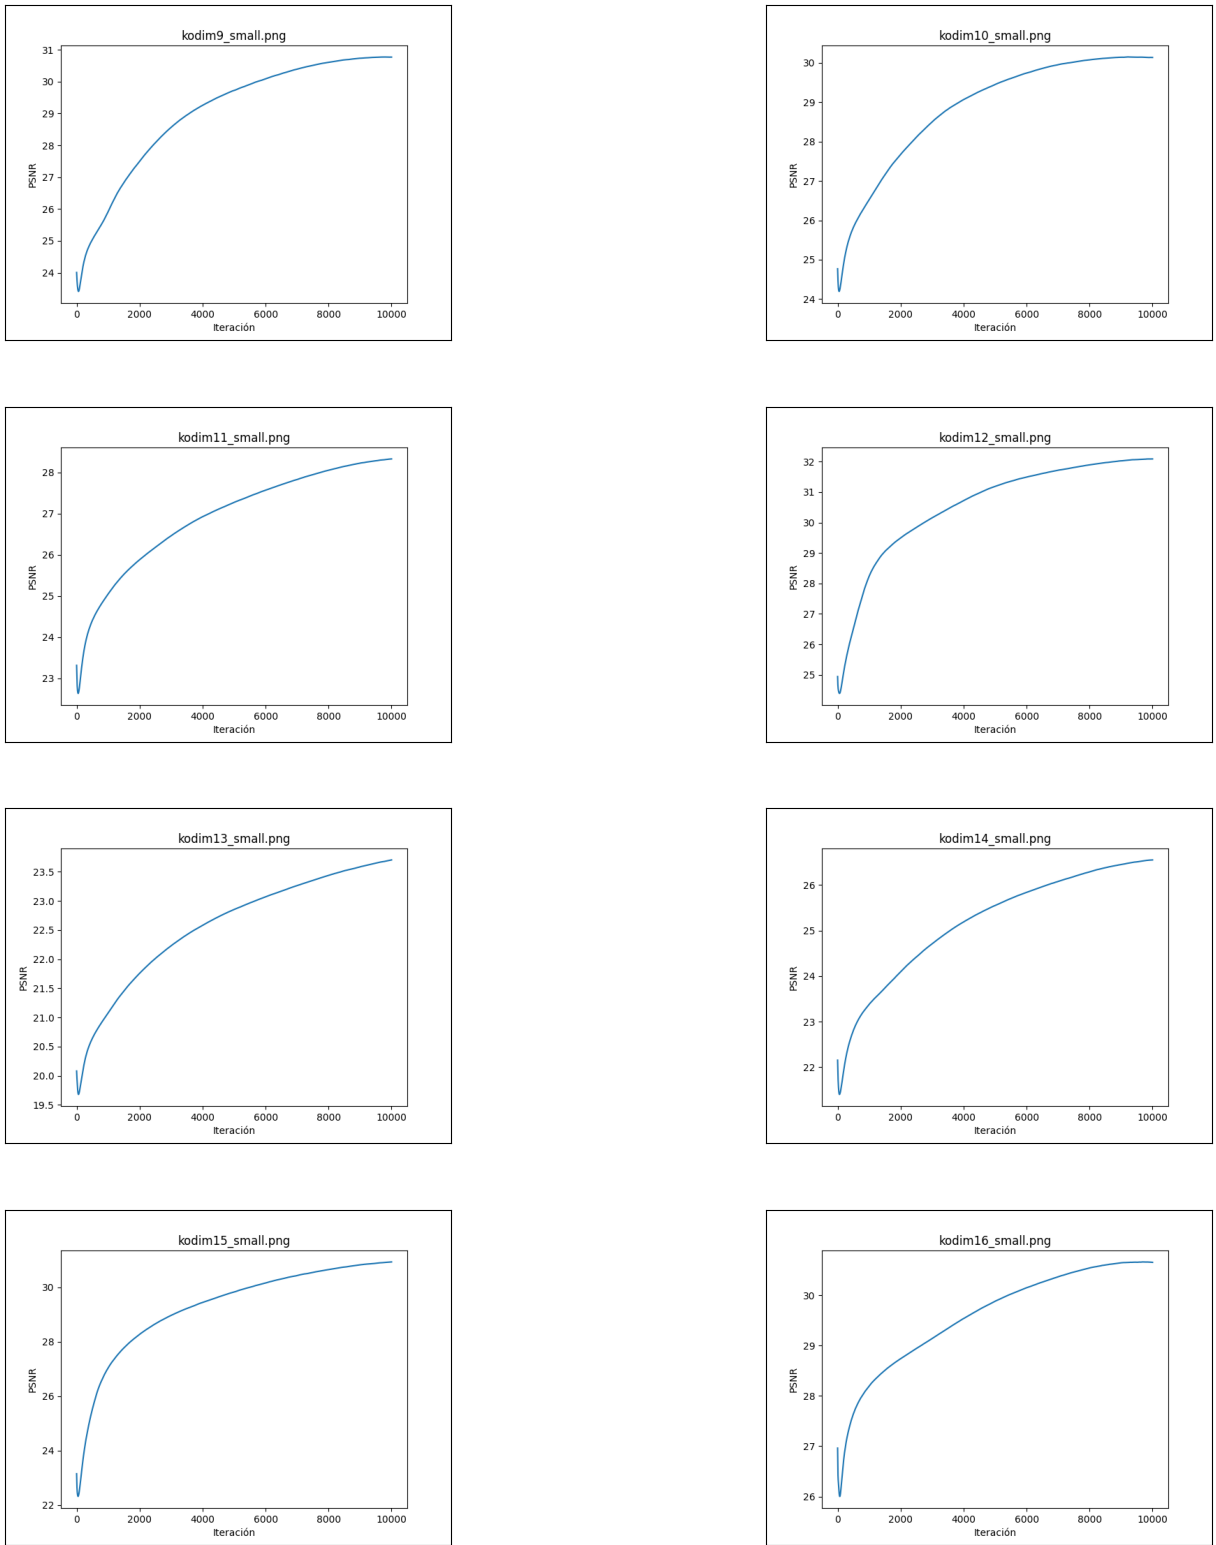 kodim9_small.png
31
30
29
28
27
26
25
24
PSNR
0 2000 4000 6000 8000 10000
Iteración
kodim10_small.png
30
29
28
27
26
25
24
PSNR
0 2000 4000 6000 8000 10000
Iteración
kodim11_small.png
28
27
26
25
24
23
PSNR
0 2000 4000 6000 8000 10000
Iteración
kodim12_small.png
32
31
30
29
28
27
26
25
PSNR
0 2000 4000 6000 8000 10000
Iteración
kodim13_small.png
23.5
23.0
22.5
22.0
21.5
21.0
20.5
20.0
19.5
PSNR
0 2000 4000 6000 8000 10000
Iteración
kodim14_small.png
26
25
24
23
22
PSNR
0 2000 4000 6000 8000 10000
Iteración
kodim15_small.png
30
28
26
24
22
PSNR
0 2000 4000 6000 8000 10000
Iteración
kodim16_small.png
30
29
28
27
26
PSNR
0 2000 4000 6000 8000 10000
Iteración